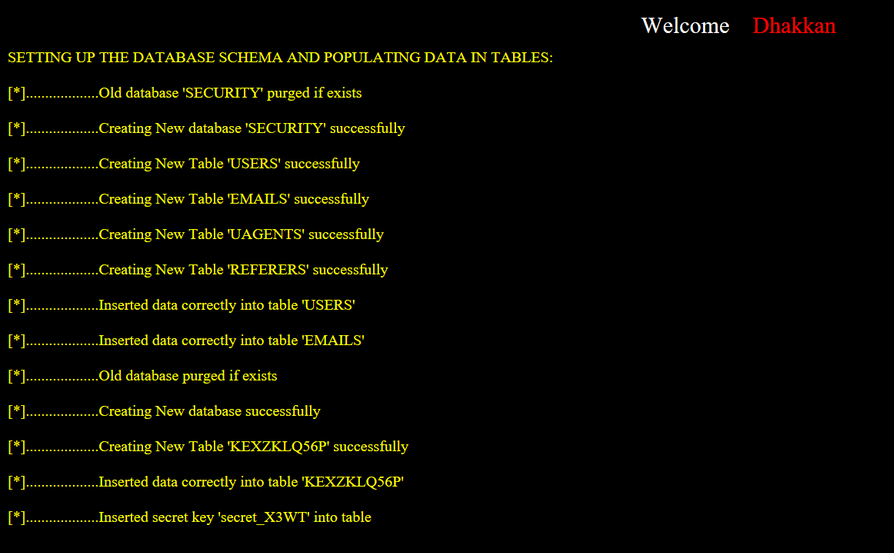 Welcome Dhakkan
SETTING UP THE DATABASE SCHEMA AND POPULATING DATA IN TABLES:
[*]...................Old database 'SECURITY' purged if exists
[*]...................Creating New database 'SECURITY' successfully
[*]...................Creating New Table 'USERS' successfully
[*]...................Creating New Table 'EMAILS' successfully
[*]...................Creating New Table 'UAGENTS' successfully
[*]...................Creating New Table 'REFERERS' successfully
[*]...................Inserted data correctly into table 'USERS'
[*]...................Inserted data correctly into table 'EMAILS'
[*]...................Old database purged if exists
[*]...................Creating New database successfully
[*]...................Creating New Table 'KEXZKLQ56P' successfully
[*]...................Inserted data correctly into table 'KEXZKLQ56P'
[*]...................Inserted secret key 'secret_X3WT' into table